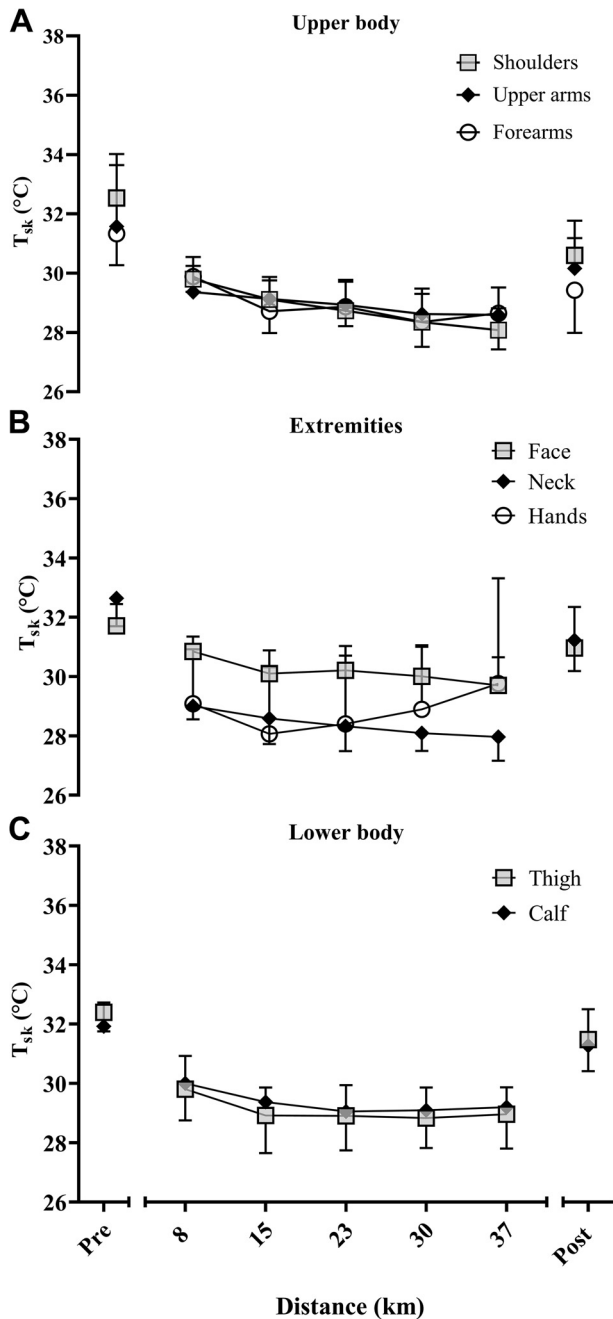 A
Upper body
Shoulders
Upper arms
Forearms
38
36
34
32
30
28
26
Tsk (°C)
B
Extremities
Face
Neck
Hands
38
36
34
32
30
28
26
Tsk (°C)
C
Lower body
Thigh
Calf
38
36
34
32
30
28
26
Tsk (°C)
Pre 8 15 23 30 37 Post
Distance (km)